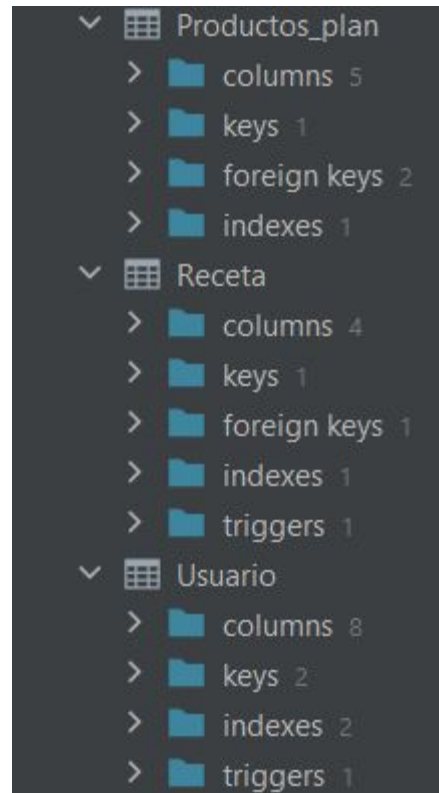 Productos_plan
columns 5
keys 1
foreign keys 2
indexes 1
Receta
columns 4
keys 1
foreign keys 1
indexes 1
triggers 1
Usuario
columns 8
keys 2
indexes 2
triggers 1